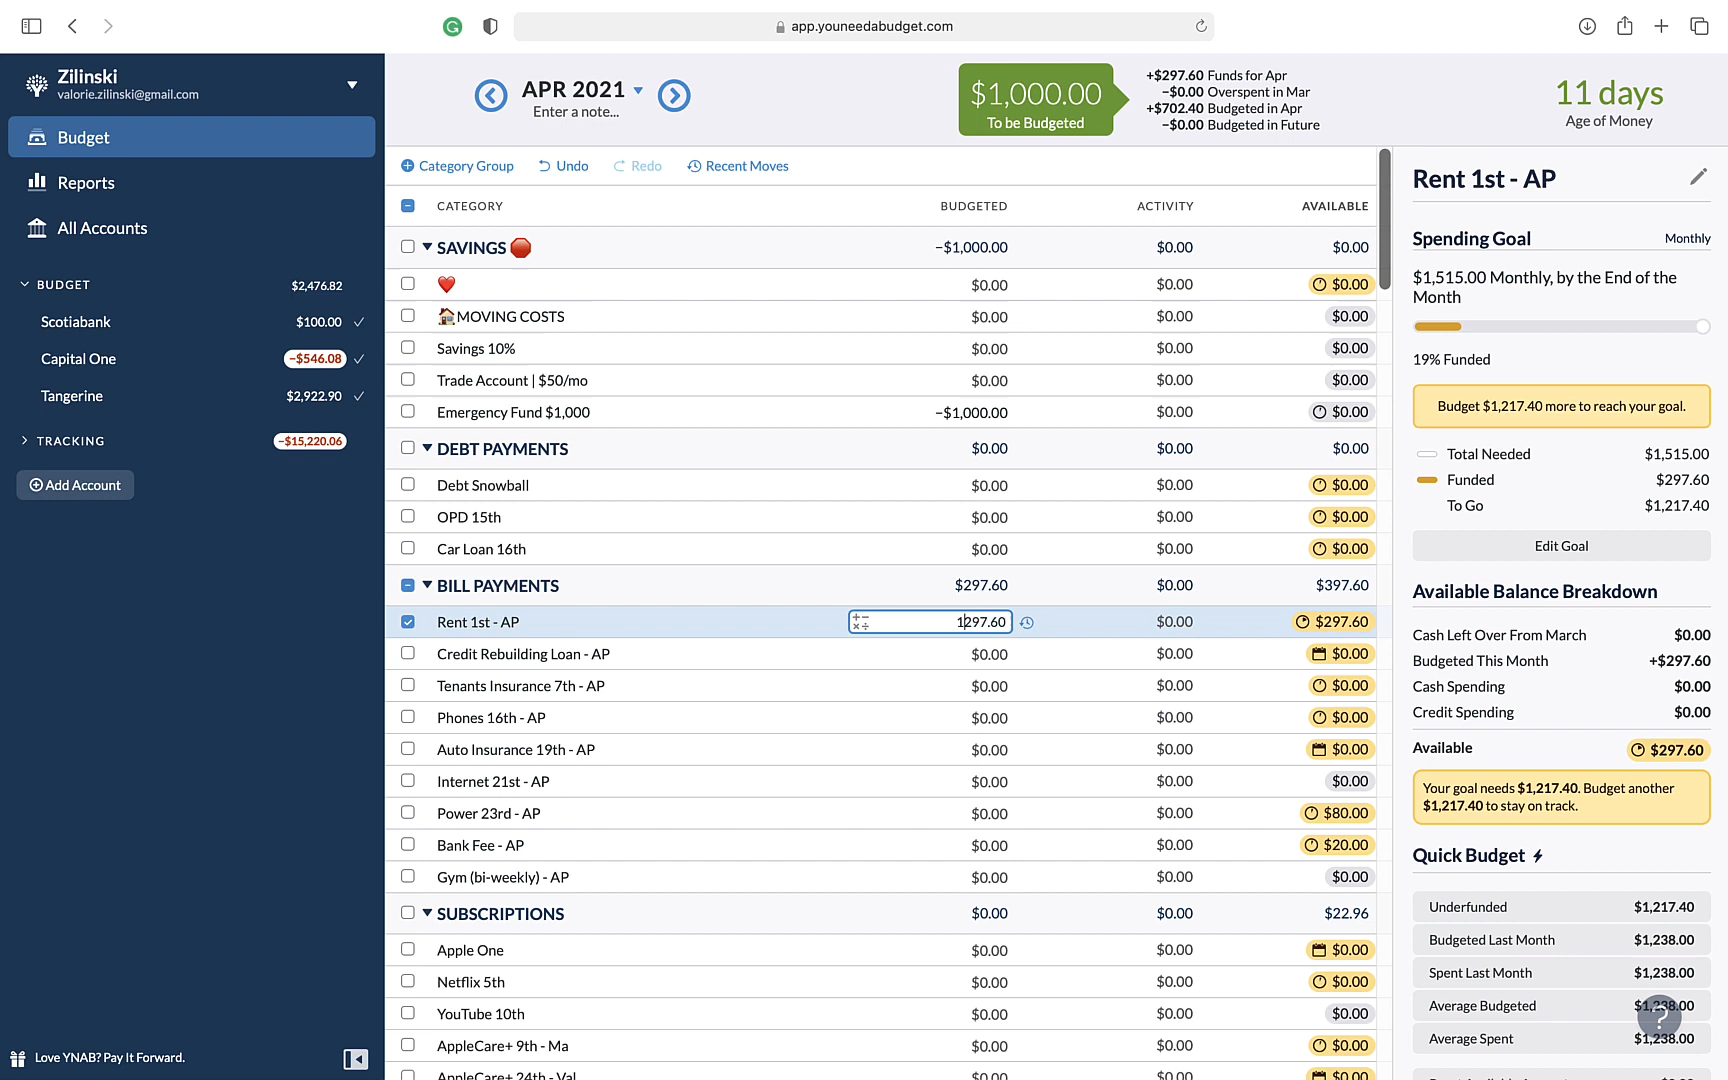 app.youneedabudget.com
Zilinski
valorie.zilinski@gmail.com
Budget
Reports
All Accounts
BUDGET $2,476.82
Scotiabank $100.00
Capital One −$546.08
Tangerine $2,922.90
TRACKING −$15,220.06
Add Account
Love YNAB? Pay It Forward.
APR 2021
Enter a note...
$1,000.00
To be Budgeted
+$297.60 Funds for Apr
−$0.00 Overspent in Mar
+$702.40 Budgeted in Apr
−$0.00 Budgeted in Future
11 days
Age of Money
Category Group Undo Redo Recent Moves
CATEGORY BUDGETED ACTIVITY AVAILABLE
SAVINGS −$1,000.00 $0.00 $0.00
$0.00 $0.00 $0.00
MOVING COSTS $0.00 $0.00 $0.00
Savings 10% $0.00 $0.00 $0.00
Trade Account | $50/mo $0.00 $0.00 $0.00
Emergency Fund $1,000 −$1,000.00 $0.00 $0.00
DEBT PAYMENTS $0.00 $0.00 $0.00
Debt Snowball $0.00 $0.00 $0.00
OPD 15th $0.00 $0.00 $0.00
Car Loan 16th $0.00 $0.00 $0.00
BILL PAYMENTS $297.60 $0.00 $397.60
Rent 1st - AP 1297.60 $0.00 $297.60
Credit Rebuilding Loan - AP $0.00 $0.00 $0.00
Tenants Insurance 7th - AP $0.00 $0.00 $0.00
Phones 16th - AP $0.00 $0.00 $0.00
Auto Insurance 19th - AP $0.00 $0.00 $0.00
Internet 21st - AP $0.00 $0.00 $0.00
Power 23rd - AP $0.00 $0.00 $80.00
Bank Fee - AP $0.00 $0.00 $20.00
Gym (bi-weekly) - AP $0.00 $0.00 $0.00
SUBSCRIPTIONS $0.00 $0.00 $22.96
Apple One $0.00 $0.00 $0.00
Netflix 5th $0.00 $0.00 $0.00
YouTube 10th $0.00 $0.00 $0.00
AppleCare+ 9th - Ma $0.00 $0.00 $0.00
AppleCare+ 24th - Val $0.00 $0.00 $0.00
Rent 1st - AP
Spending Goal Monthly
$1,515.00 Monthly, by the End of the
Month
19% Funded
Budget $1,217.40 more to reach your goal.
Total Needed $1,515.00
Funded $297.60
To Go $1,217.40
Edit Goal
Available Balance Breakdown
Cash Left Over From March $0.00
Budgeted This Month +$297.60
Cash Spending $0.00
Credit Spending $0.00
Available $297.60
Your goal needs $1,217.40. Budget another
$1,217.40 to stay on track.
Quick Budget
Underfunded $1,217.40
Budgeted Last Month $1,238.00
Spent Last Month $1,238.00
Average Budgeted $1,238.00
Average Spent $1,238.00